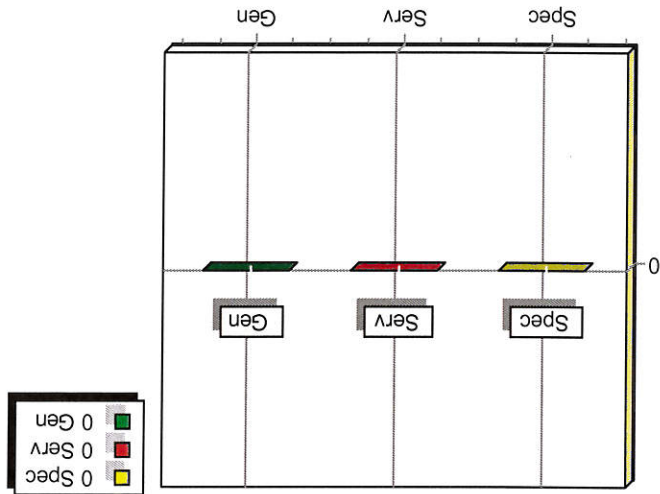 0 Spec
0 Serv
0 Gen
Spec Serv Gen
0
Spec Serv Gen